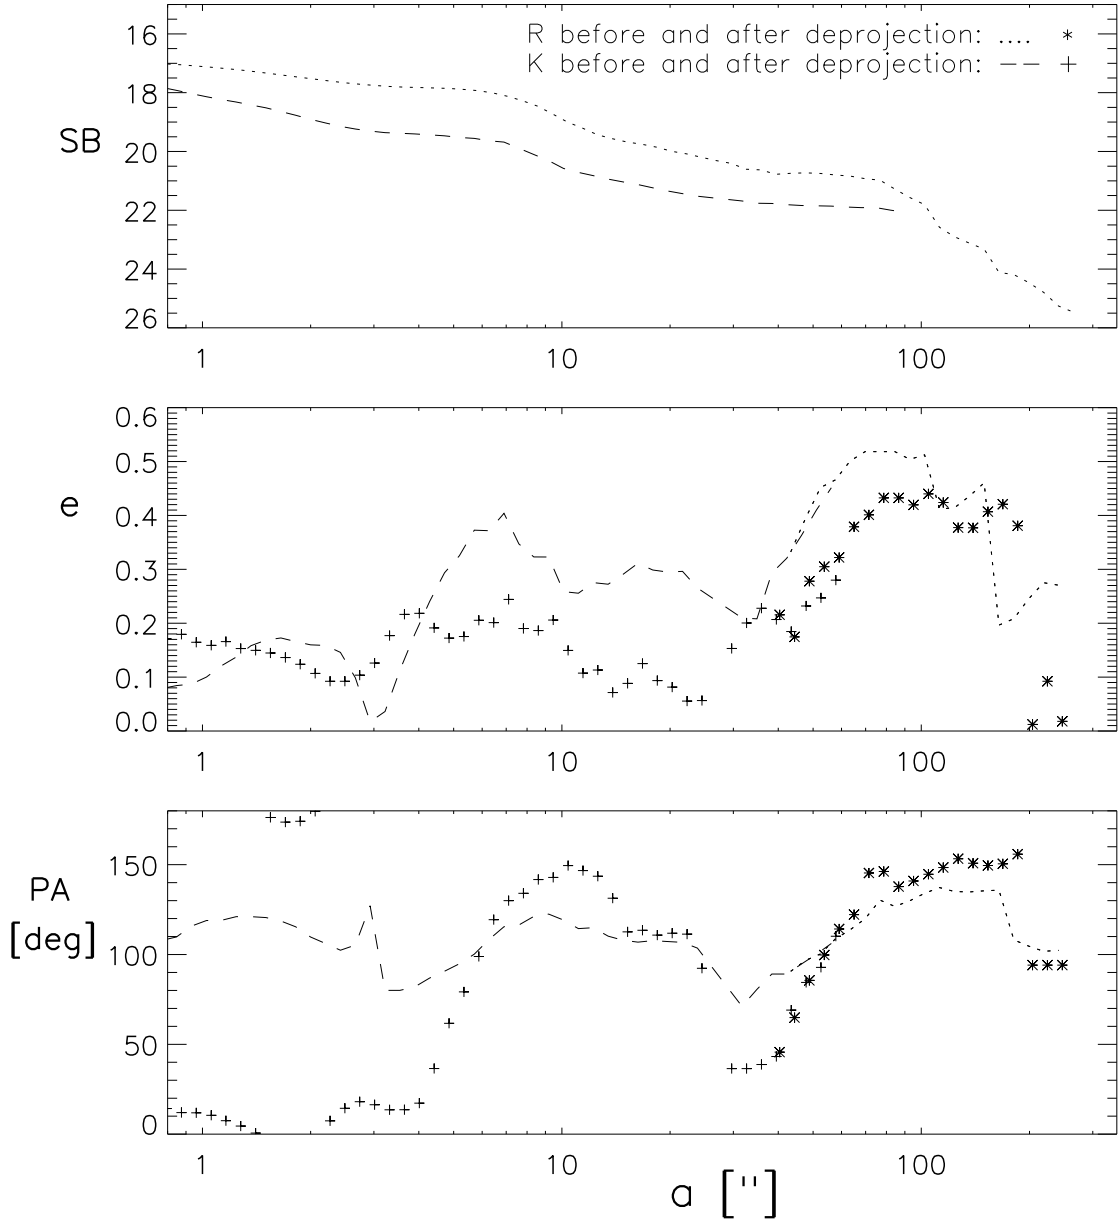 R before and after deprojection: .... *
K before and after deprojection: -- -- +
16
18
SB
20
22
24
26
1 10 100
0.6
0.5
e
0.4
0.3
0.2
0.1
0.0
1 10 100
150
PA
[deg]
100
50
0
1 10 100
a ["]